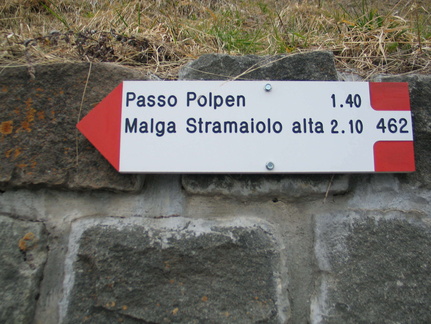 Passo Polpen 1.40
Malga Stramaiolo alta 2.10 462